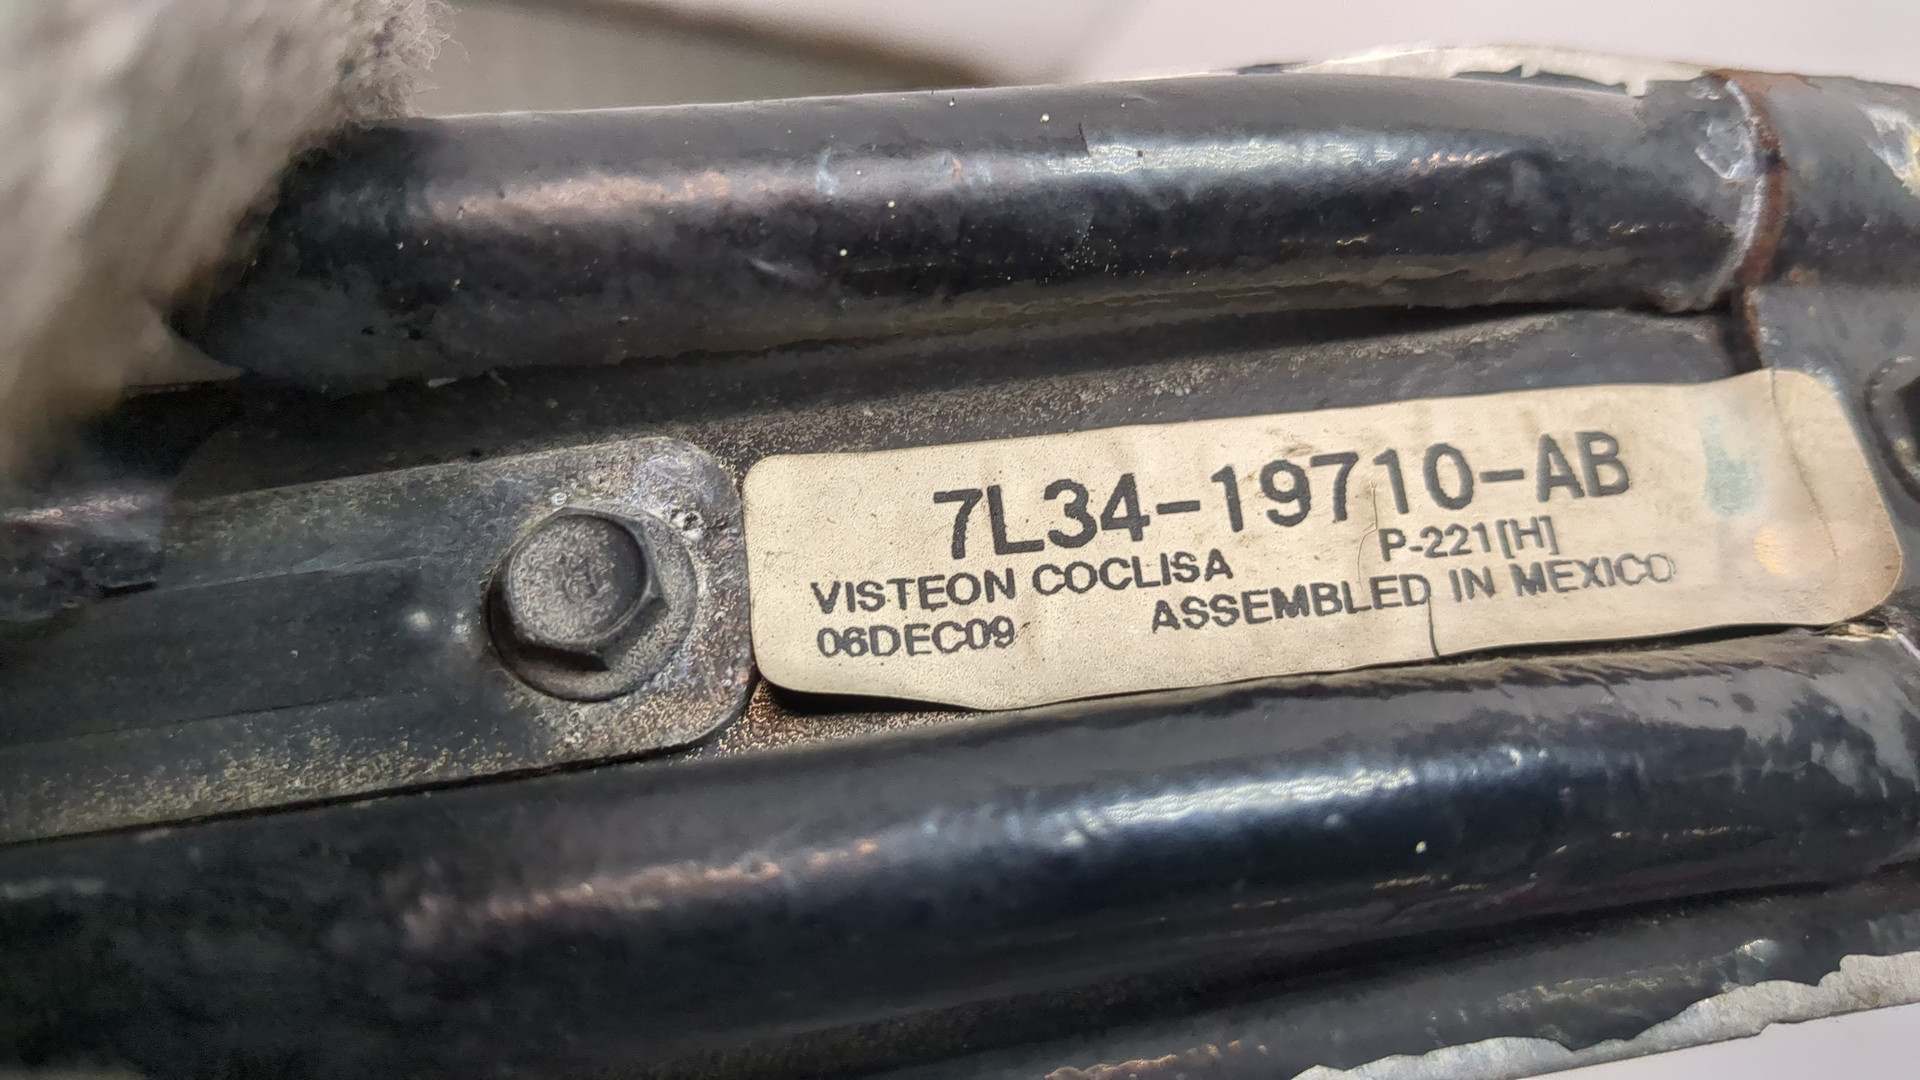 7L34-19710-AB
P-221[H]
VISTEON COCLISA
ASSEMBLED IN MEXICO
06DEC09